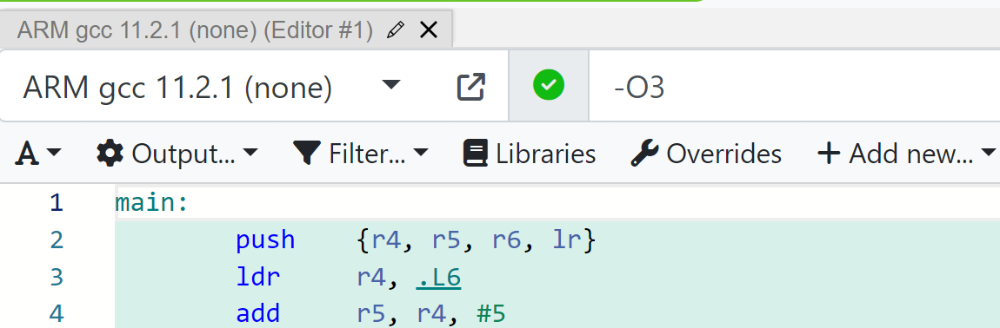 ARM gcc 11.2.1 (none) (Editor #1)
ARM gcc 11.2.1 (none) -O3
A Output... Filter... Libraries Overrides + Add new...
1 main:
2 push {r4, r5, r6, lr}
3 ldr r4, .L6
4 add r5, r4, #5